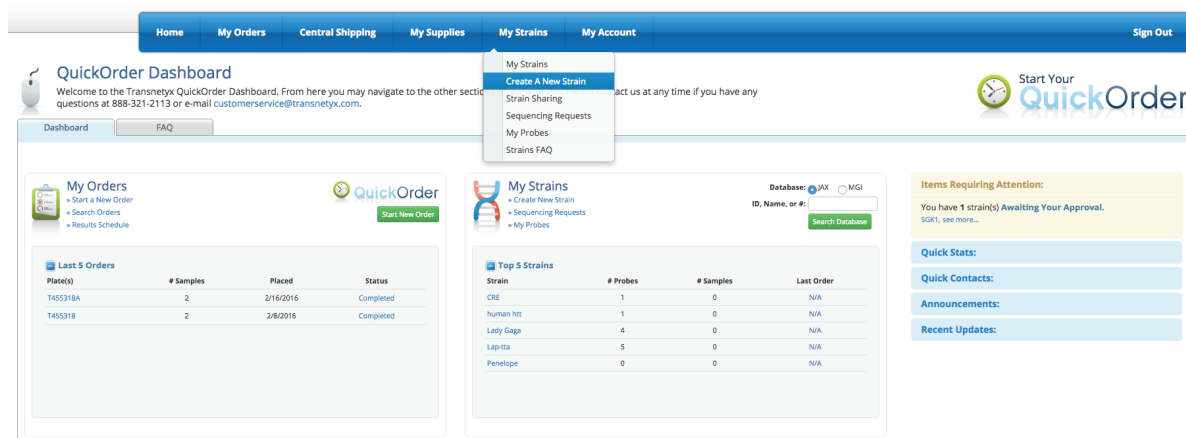 Home My Orders Central Shipping My Supplies My Strains My Account Sign Out
My Strains
Create A New Strain
Strain Sharing
Sequencing Requests
My Probes
Strains FAQ
QuickOrder Dashboard
Welcome to the Transnetyx QuickOrder Dashboard. From here you may navigate to the other sectio act us at any time if you have any
questions at 888-321-2113 or e-mail customerservice@transnetyx.com.
Start Your
QuickOrder
Dashboard FAQ
My Orders
» Start a New Order
» Search Orders
» Results Schedule
QuickOrder
Start New Order
Last 5 Orders
Plate(s) # Samples Placed Status
T455318A 2 2/16/2016 Completed
T455318 2 2/8/2016 Completed
My Strains
» Create New Strain
» Sequencing Requests
» My Probes
Database: JAX MGI
ID, Name, or #:
Search Database
Top 5 Strains
Strain # Probes # Samples Last Order
CRE 1 0 N/A
human htt 1 0 N/A
Lady Gaga 4 0 N/A
Lap-tta 5 0 N/A
Penelope 0 0 N/A
Items Requiring Attention:
You have 1 strain(s) Awaiting Your Approval.
SGK1, see more...
Quick Stats:
Quick Contacts:
Announcements:
Recent Updates: